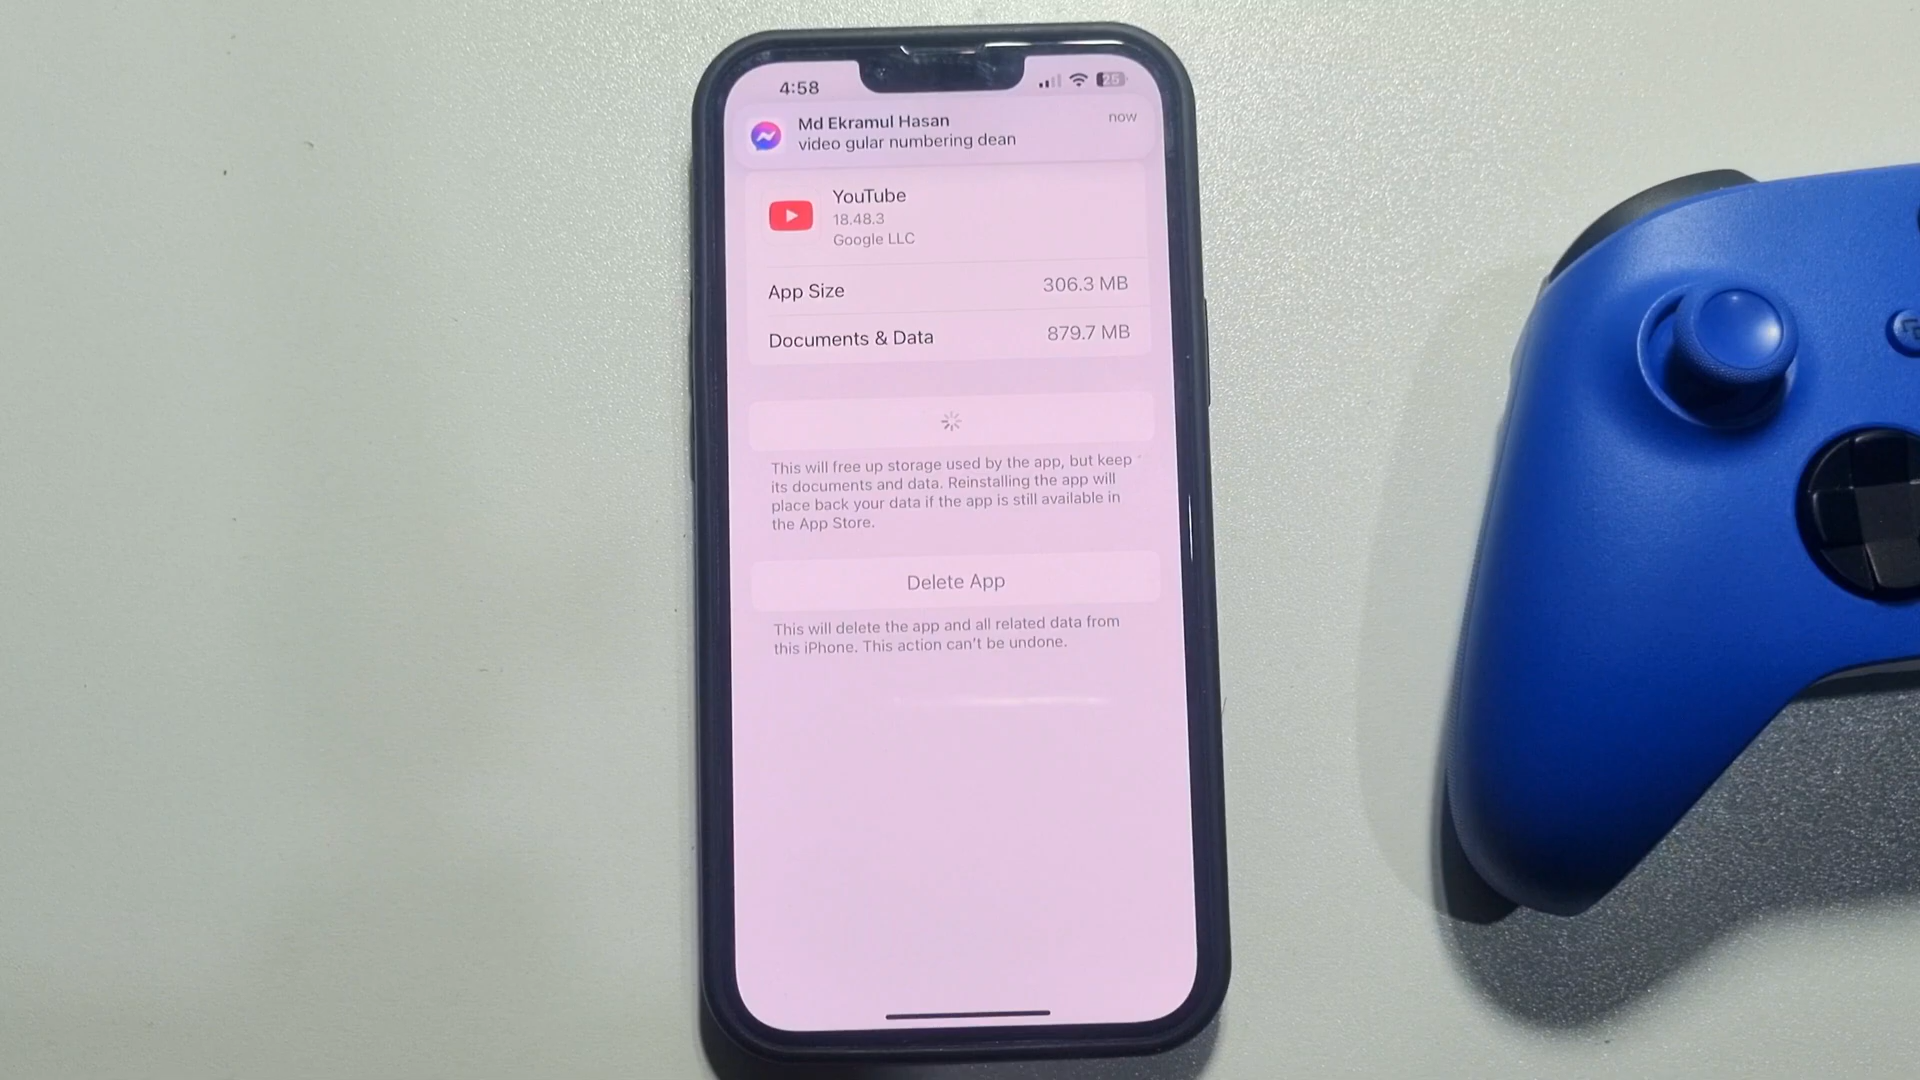 4:58
25
Md Ekramul Hasan
now
video gular numbering dean
YouTube
18.48.3
Google LLC
App Size
306.3 MB
Documents & Data
879.7 MB
This will free up storage used by the app, but keep
its documents and data. Reinstalling the app will
place back your data if the app is still available in
the App Store.
Delete App
This will delete the app and all related data from
this iPhone. This action can't be undone.